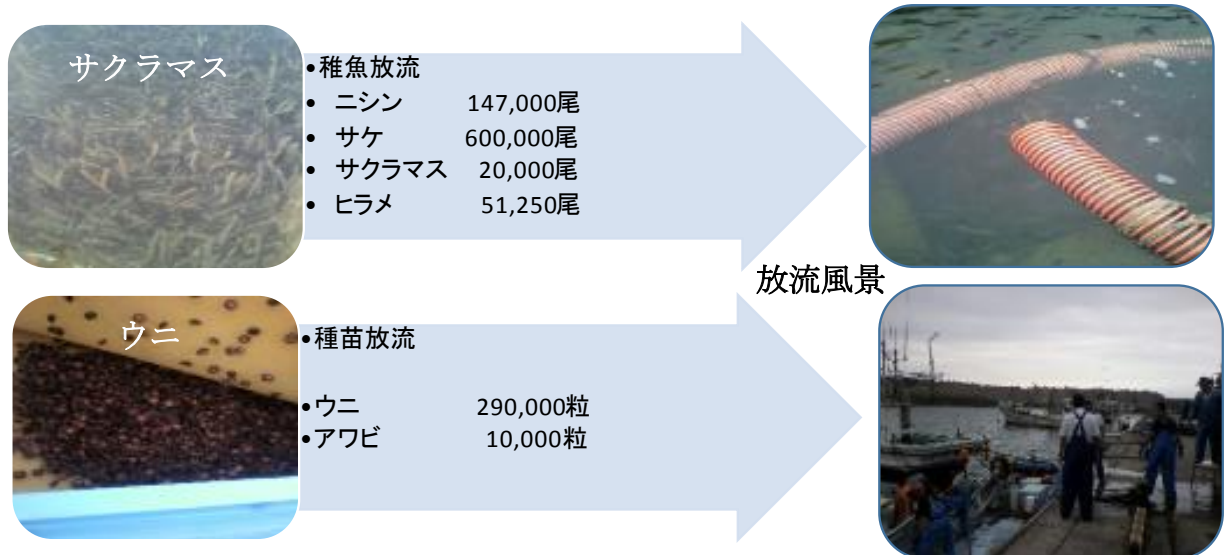 サクラマス
•稚魚放流
• ニシン 147,000尾
• サケ 600,000尾
• サクラマス 20,000尾
• ヒラメ 51,250尾
放流風景
ウニ
•種苗放流
•ウニ 290,000粒
•アワビ 10,000粒